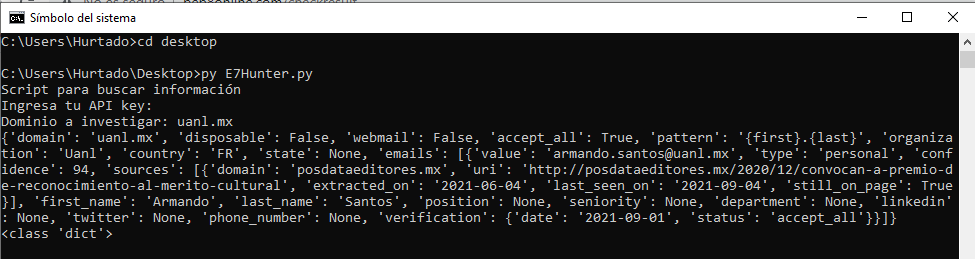 Símbolo del sistema
C:\Users\Hurtado>cd desktop
C:\Users\Hurtado\Desktop>py E7Hunter.py
Script para buscar información
Ingresa tu API key:
Dominio a investigar: uanl.mx
{'domain': 'uanl.mx', 'disposable': False, 'webmail': False, 'accept_all': True, 'pattern': '{first}.{last}', 'organiza
tion': 'Uanl', 'country': 'FR', 'state': None, 'emails': [{'value': 'armando.santos@uanl.mx', 'type': 'personal', 'conf
idence': 94, 'sources': [{'domain': 'posdataeditores.mx', 'uri': 'http://posdataeditores.mx/2020/12/convocan-a-premio-d
e-reconocimiento-al-merito-cultural', 'extracted_on': '2021-06-04', 'last_seen_on': '2021-09-04', 'still_on_page': True
}], 'first_name': 'Armando', 'last_name': 'Santos', 'position': None, 'seniority': None, 'department': None, 'linkedin'
: None, 'twitter': None, 'phone_number': None, 'verification': {'date': '2021-09-01', 'status': 'accept_all'}}]}
<class 'dict'>